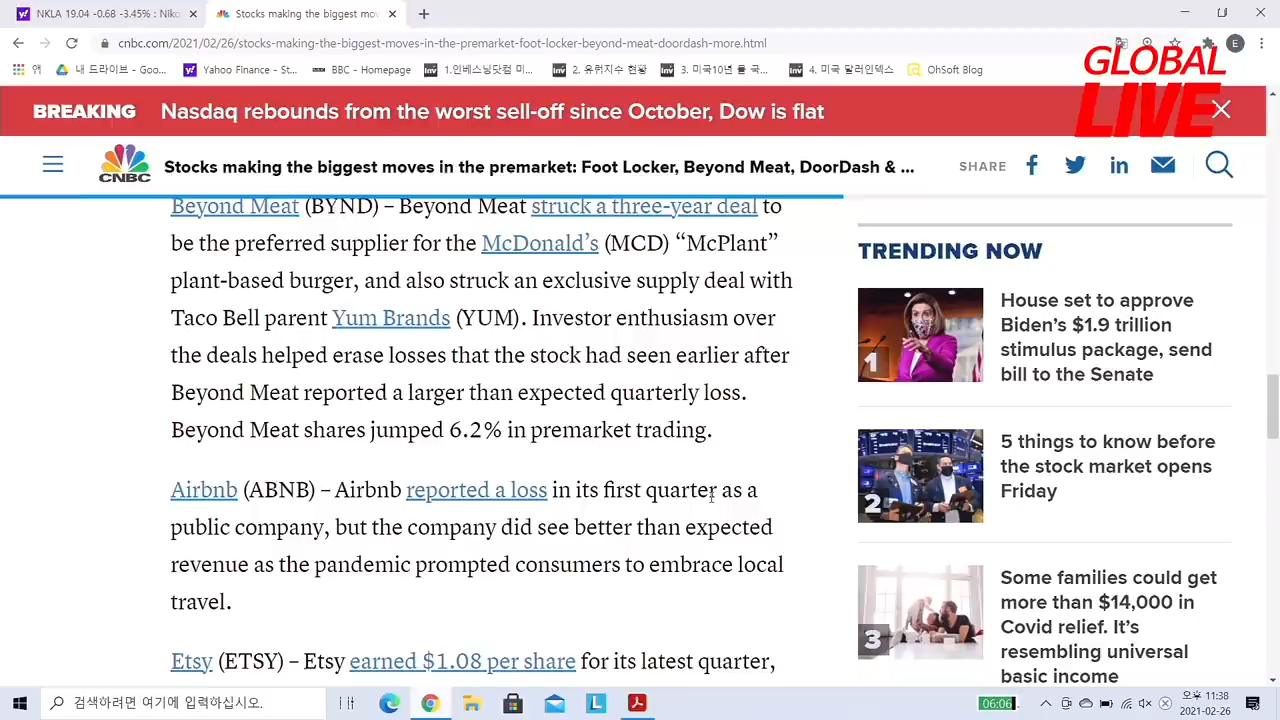 NKLA 19.04 -0.68 -3.45% : Niko
Stocks making the biggest mov
cnbc.com/2021/02/26/stocks-making-the-biggest-moves-in-the-premarket-foot-locker-beyond-meat-doordash-more.html
E
앱
내 드라이브 - Goo...
Yahoo Finance - St...
BBC - Homepage
1.인베스팅닷컴 미...
2. 유뤼지수 현황
3. 미국10년 물 국...
4. 미국 달러인덱스
OhSoft Blog
GLOBAL
LIVE
BREAKING Nasdaq rebounds from the worst sell-off since October, Dow is flat
CNBC
Stocks making the biggest moves in the premarket: Foot Locker, Beyond Meat, DoorDash & ...
SHARE
Beyond Meat (BYND) – Beyond Meat struck a three-year deal to
be the preferred supplier for the McDonald’s (MCD) “McPlant”
plant-based burger, and also struck an exclusive supply deal with
Taco Bell parent Yum Brands (YUM). Investor enthusiasm over
the deals helped erase losses that the stock had seen earlier after
Beyond Meat reported a larger than expected quarterly loss.
Beyond Meat shares jumped 6.2% in premarket trading.
Airbnb (ABNB) – Airbnb reported a loss in its first quarter as a
public company, but the company did see better than expected
revenue as the pandemic prompted consumers to embrace local
travel.
Etsy (ETSY) – Etsy earned $1.08 per share for its latest quarter,
TRENDING NOW
1
House set to approve
Biden’s $1.9 trillion
stimulus package, send
bill to the Senate
2
5 things to know before
the stock market opens
Friday
3
Some families could get
more than $14,000 in
Covid relief. It’s
resembling universal
basic income
검색하려면 여기에 입력하십시오.
06:06
오후 11:38
2021-02-26